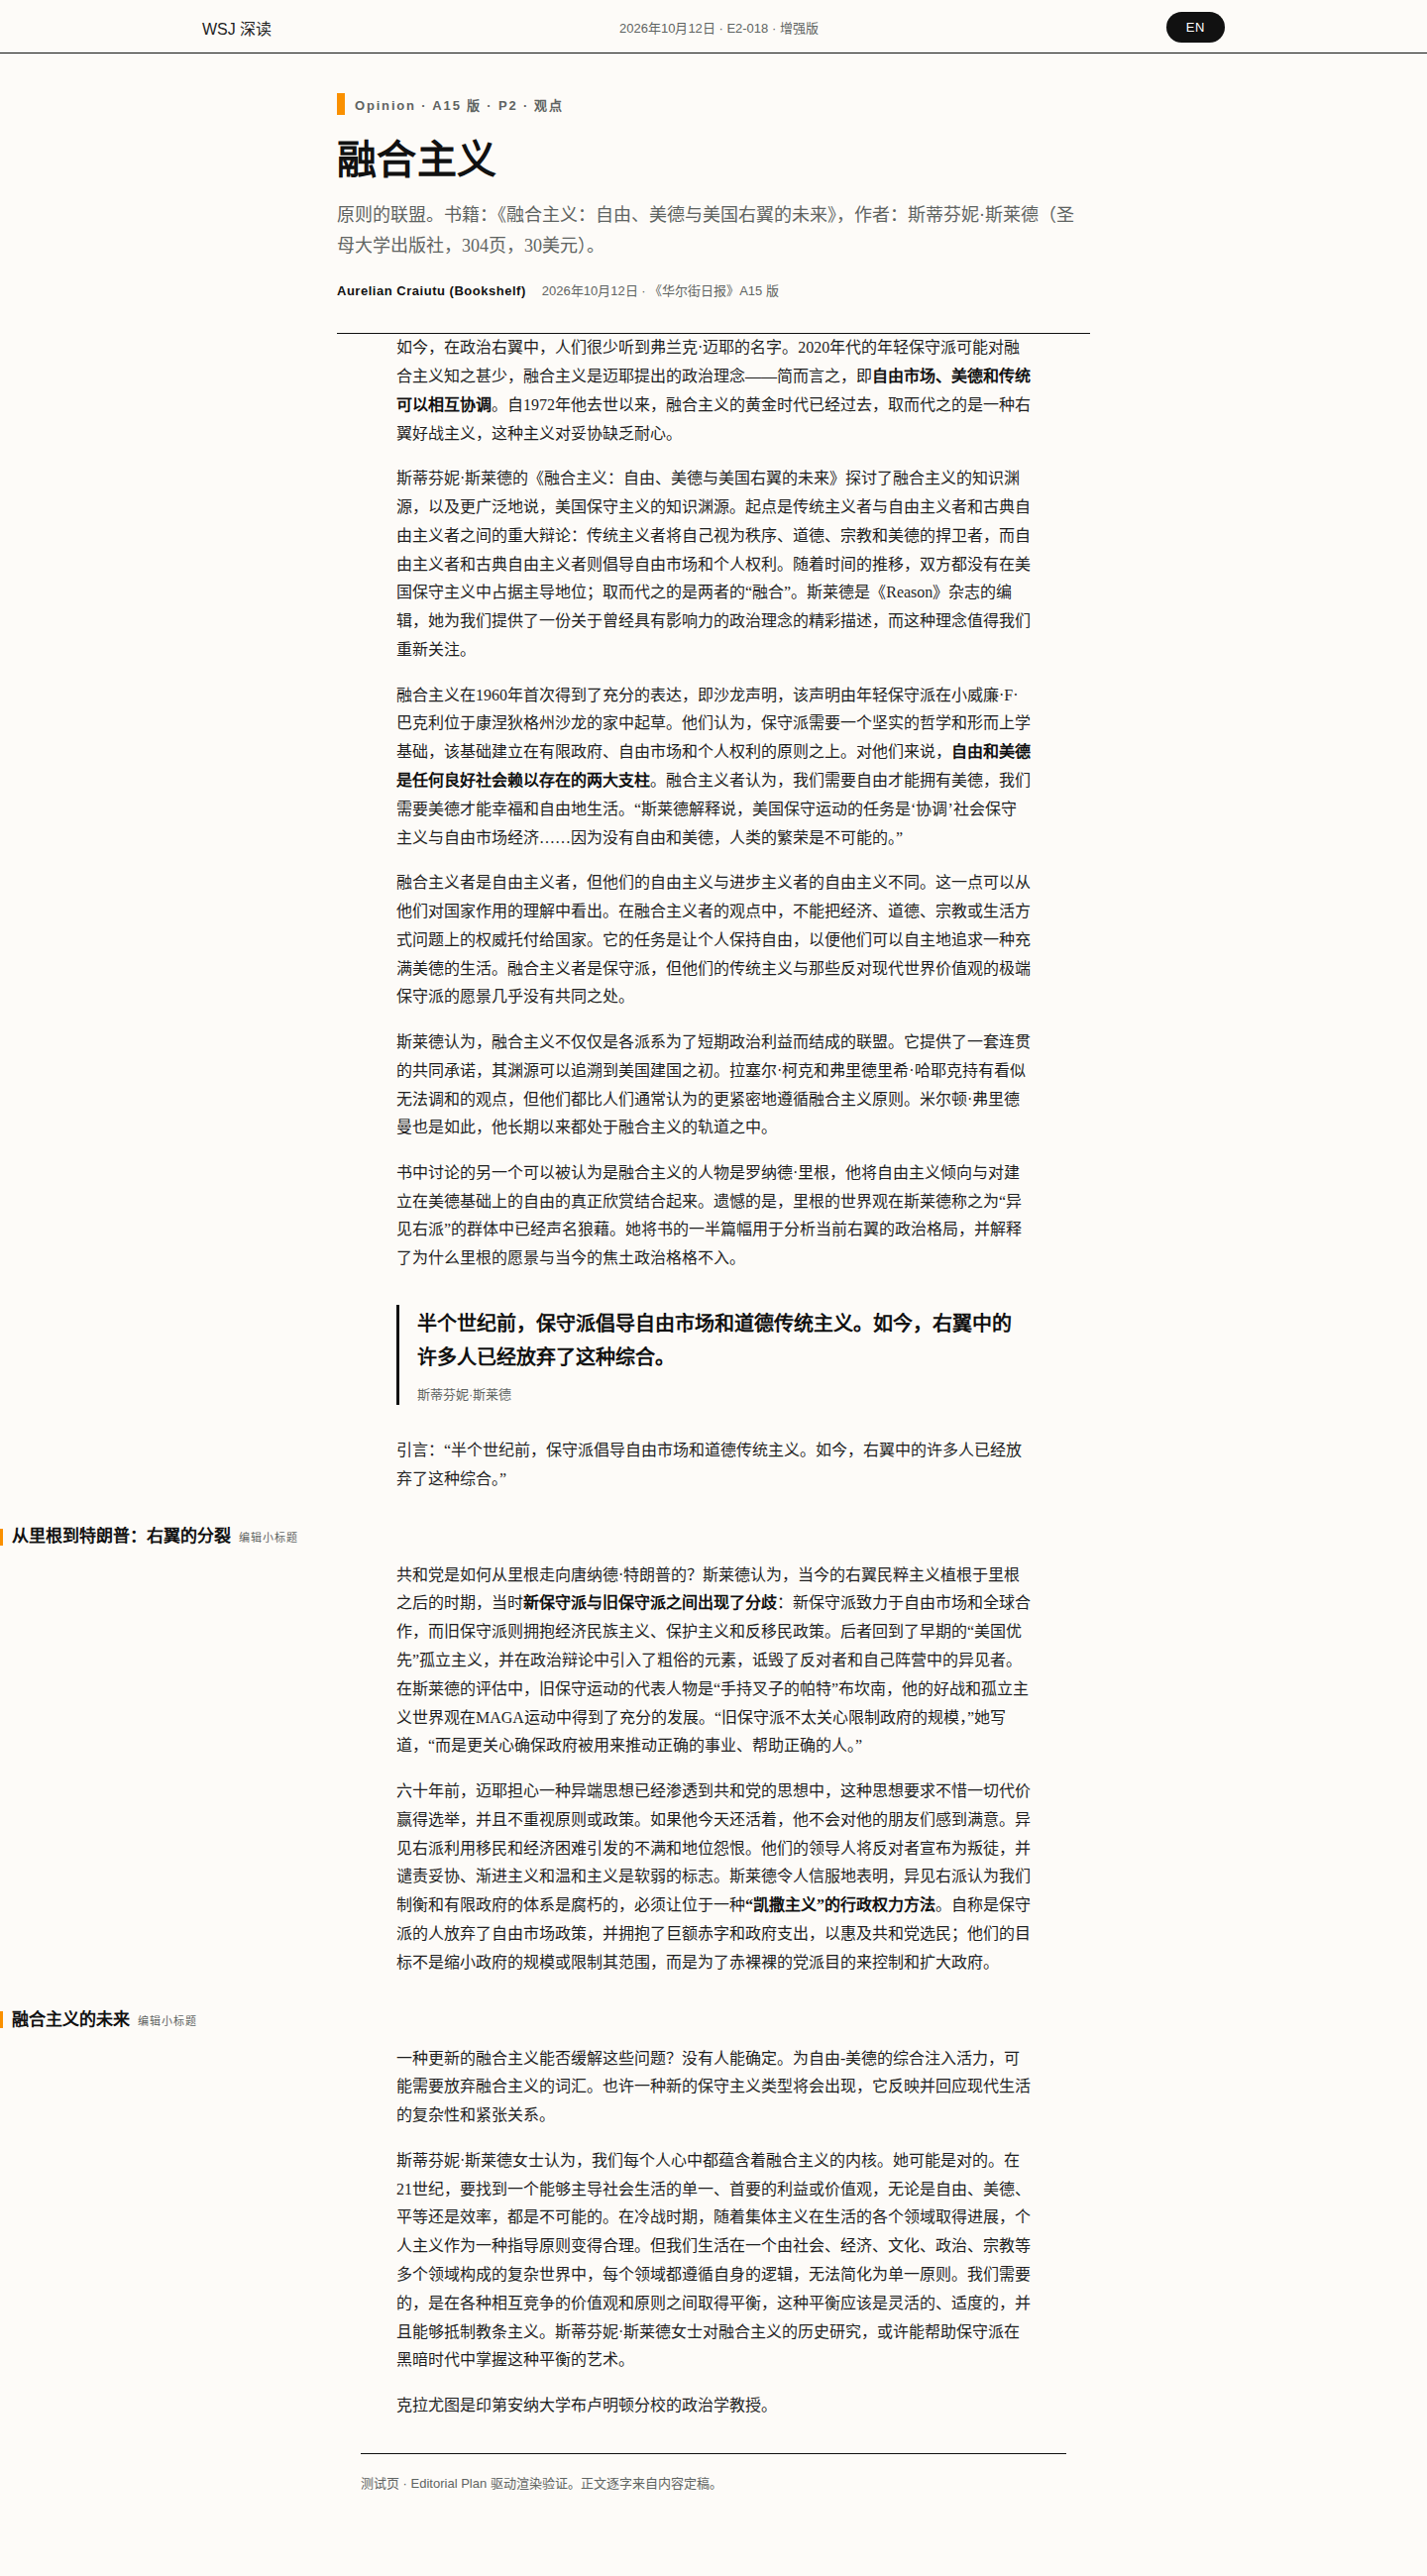 WSJ 深读
2026年10月12日 · E2-018 · 增强版
EN
Opinion · A15 版 · P2 · 观点
融合主义
原则的联盟。书籍：《融合主义：自由、美德与美国右翼的未来》，作者：斯蒂芬妮·斯莱德（圣
母大学出版社，304页，30美元）。
Aurelian Craiutu (Bookshelf) 2026年10月12日 · 《华尔街日报》A15 版
如今，在政治右翼中，人们很少听到弗兰克·迈耶的名字。2020年代的年轻保守派可能对融
合主义知之甚少，融合主义是迈耶提出的政治理念——简而言之，即自由市场、美德和传统
可以相互协调。自1972年他去世以来，融合主义的黄金时代已经过去，取而代之的是一种右
翼好战主义，这种主义对妥协缺乏耐心。
斯蒂芬妮·斯莱德的《融合主义：自由、美德与美国右翼的未来》探讨了融合主义的知识渊
源，以及更广泛地说，美国保守主义的知识渊源。起点是传统主义者与自由主义者和古典自
由主义者之间的重大辩论：传统主义者将自己视为秩序、道德、宗教和美德的捍卫者，而自
由主义者和古典自由主义者则倡导自由市场和个人权利。随着时间的推移，双方都没有在美
国保守主义中占据主导地位；取而代之的是两者的“融合”。斯莱德是《Reason》杂志的编
辑，她为我们提供了一份关于曾经具有影响力的政治理念的精彩描述，而这种理念值得我们
重新关注。
融合主义在1960年首次得到了充分的表达，即沙龙声明，该声明由年轻保守派在小威廉·F·
巴克利位于康涅狄格州沙龙的家中起草。他们认为，保守派需要一个坚实的哲学和形而上学
基础，该基础建立在有限政府、自由市场和个人权利的原则之上。对他们来说，自由和美德
是任何良好社会赖以存在的两大支柱。融合主义者认为，我们需要自由才能拥有美德，我们
需要美德才能幸福和自由地生活。“斯莱德解释说，美国保守运动的任务是‘协调’社会保守
主义与自由市场经济……因为没有自由和美德，人类的繁荣是不可能的。”
融合主义者是自由主义者，但他们的自由主义与进步主义者的自由主义不同。这一点可以从
他们对国家作用的理解中看出。在融合主义者的观点中，不能把经济、道德、宗教或生活方
式问题上的权威托付给国家。它的任务是让个人保持自由，以便他们可以自主地追求一种充
满美德的生活。融合主义者是保守派，但他们的传统主义与那些反对现代世界价值观的极端
保守派的愿景几乎没有共同之处。
斯莱德认为，融合主义不仅仅是各派系为了短期政治利益而结成的联盟。它提供了一套连贯
的共同承诺，其渊源可以追溯到美国建国之初。拉塞尔·柯克和弗里德里希·哈耶克持有看似
无法调和的观点，但他们都比人们通常认为的更紧密地遵循融合主义原则。米尔顿·弗里德
曼也是如此，他长期以来都处于融合主义的轨道之中。
书中讨论的另一个可以被认为是融合主义的人物是罗纳德·里根，他将自由主义倾向与对建
立在美德基础上的自由的真正欣赏结合起来。遗憾的是，里根的世界观在斯莱德称之为“异
见右派”的群体中已经声名狼藉。她将书的一半篇幅用于分析当前右翼的政治格局，并解释
了为什么里根的愿景与当今的焦土政治格格不入。
半个世纪前，保守派倡导自由市场和道德传统主义。如今，右翼中的
许多人已经放弃了这种综合。
斯蒂芬妮·斯莱德
引言：“半个世纪前，保守派倡导自由市场和道德传统主义。如今，右翼中的许多人已经放
弃了这种综合。”
从里根到特朗普：右翼的分裂 编辑小标题
共和党是如何从里根走向唐纳德·特朗普的？斯莱德认为，当今的右翼民粹主义植根于里根
之后的时期，当时新保守派与旧保守派之间出现了分歧：新保守派致力于自由市场和全球合
作，而旧保守派则拥抱经济民族主义、保护主义和反移民政策。后者回到了早期的“美国优
先”孤立主义，并在政治辩论中引入了粗俗的元素，诋毁了反对者和自己阵营中的异见者。
在斯莱德的评估中，旧保守运动的代表人物是“手持叉子的帕特”布坎南，他的好战和孤立主
义世界观在MAGA运动中得到了充分的发展。“旧保守派不太关心限制政府的规模，”她写
道，“而是更关心确保政府被用来推动正确的事业、帮助正确的人。”
六十年前，迈耶担心一种异端思想已经渗透到共和党的思想中，这种思想要求不惜一切代价
赢得选举，并且不重视原则或政策。如果他今天还活着，他不会对他的朋友们感到满意。异
见右派利用移民和经济困难引发的不满和地位怨恨。他们的领导人将反对者宣布为叛徒，并
谴责妥协、渐进主义和温和主义是软弱的标志。斯莱德令人信服地表明，异见右派认为我们
制衡和有限政府的体系是腐朽的，必须让位于一种“凯撒主义”的行政权力方法。自称是保守
派的人放弃了自由市场政策，并拥抱了巨额赤字和政府支出，以惠及共和党选民；他们的目
标不是缩小政府的规模或限制其范围，而是为了赤裸裸的党派目的来控制和扩大政府。
融合主义的未来 编辑小标题
一种更新的融合主义能否缓解这些问题？没有人能确定。为自由-美德的综合注入活力，可
能需要放弃融合主义的词汇。也许一种新的保守主义类型将会出现，它反映并回应现代生活
的复杂性和紧张关系。
斯蒂芬妮·斯莱德女士认为，我们每个人心中都蕴含着融合主义的内核。她可能是对的。在
21世纪，要找到一个能够主导社会生活的单一、首要的利益或价值观，无论是自由、美德、
平等还是效率，都是不可能的。在冷战时期，随着集体主义在生活的各个领域取得进展，个
人主义作为一种指导原则变得合理。但我们生活在一个由社会、经济、文化、政治、宗教等
多个领域构成的复杂世界中，每个领域都遵循自身的逻辑，无法简化为单一原则。我们需要
的，是在各种相互竞争的价值观和原则之间取得平衡，这种平衡应该是灵活的、适度的，并
且能够抵制教条主义。斯蒂芬妮·斯莱德女士对融合主义的历史研究，或许能帮助保守派在
黑暗时代中掌握这种平衡的艺术。
克拉尤图是印第安纳大学布卢明顿分校的政治学教授。
测试页 · Editorial Plan 驱动渲染验证。正文逐字来自内容定稿。